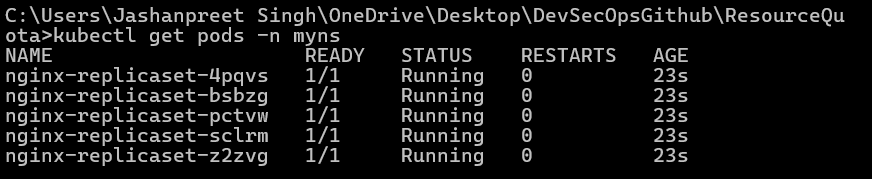 C:\Users\Jashanpreet Singh\OneDrive\Desktop\DevSecOpsGithub\ResourceQu
ota>kubectl get pods -n myns
NAME                     READY   STATUS    RESTARTS   AGE
nginx-replicaset-4pqvs   1/1     Running   0          23s
nginx-replicaset-bsbzg   1/1     Running   0          23s
nginx-replicaset-pctvw   1/1     Running   0          23s
nginx-replicaset-sclrm   1/1     Running   0          23s
nginx-replicaset-z2zvg   1/1     Running   0          23s